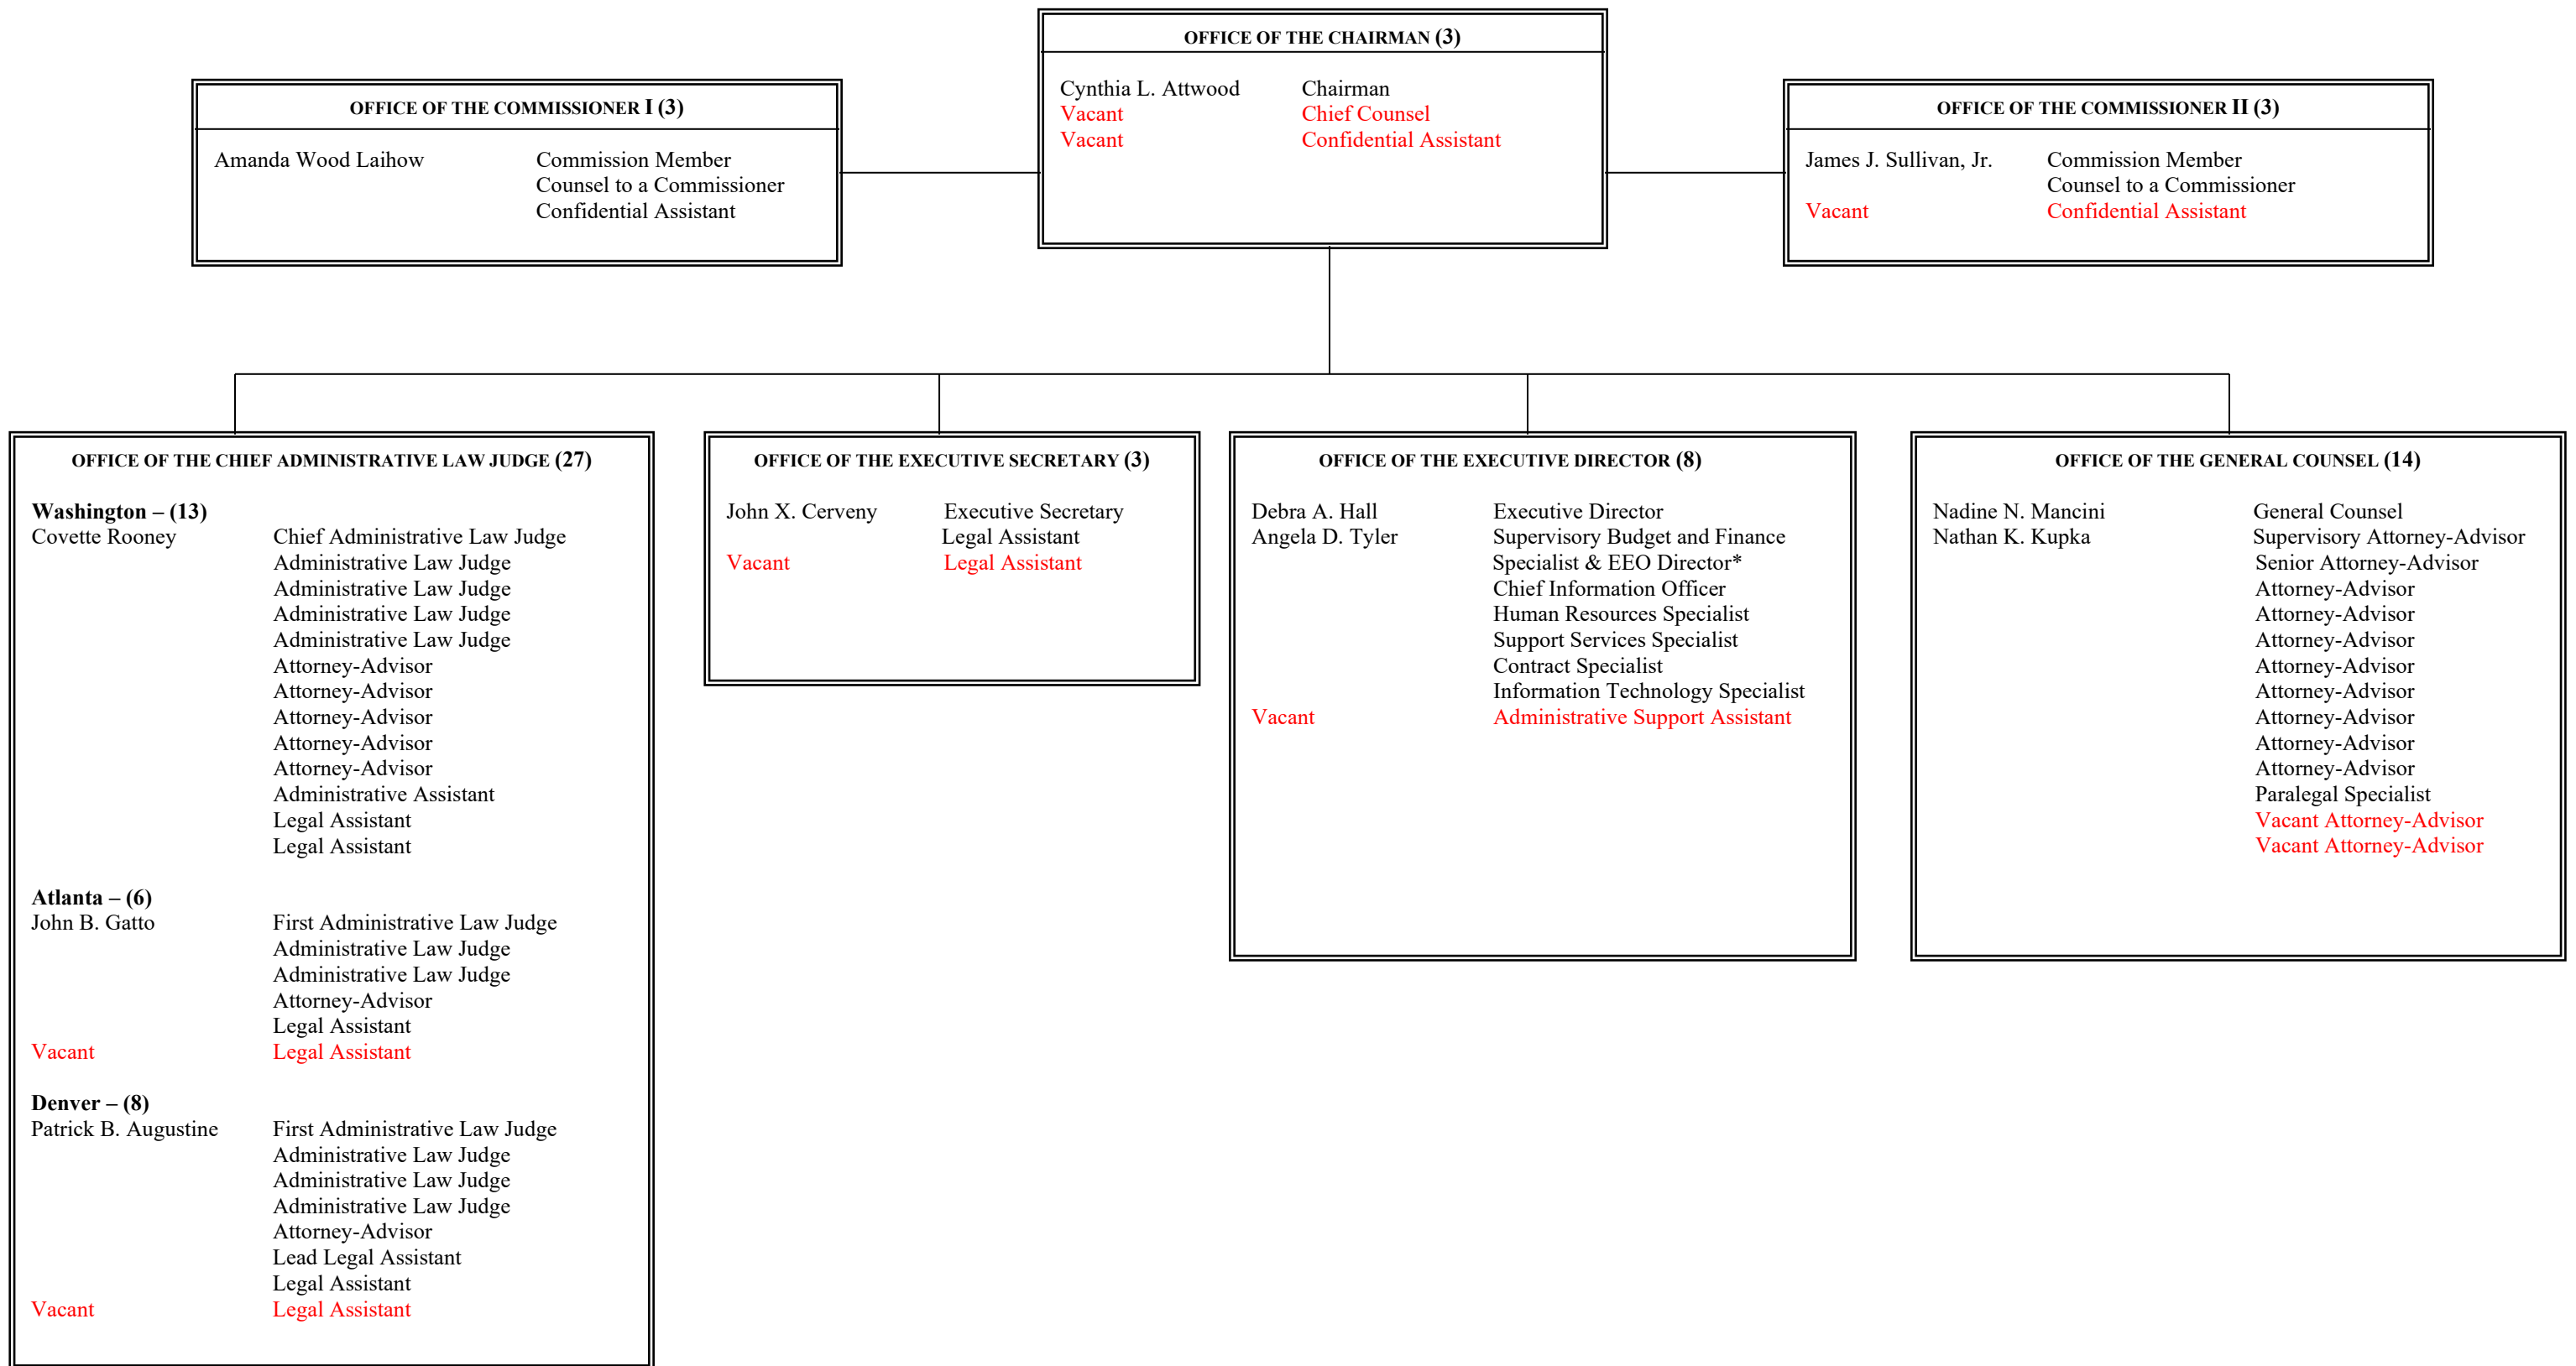 OFFICE OF THE CHAIRMAN (3)
Cynthia L. Attwood Chairman
Vacant Chief Counsel
Vacant Confidential Assistant
OFFICE OF THE COMMISSIONER I (3)
Amanda Wood Laihow Commission Member
Counsel to a Commissioner
Confidential Assistant
OFFICE OF THE COMMISSIONER II (3)
James J. Sullivan, Jr. Commission Member
Counsel to a Commissioner
Vacant Confidential Assistant
OFFICE OF THE CHIEF ADMINISTRATIVE LAW JUDGE (27)
Washington – (13)
Covette Rooney Chief Administrative Law Judge
Administrative Law Judge
Administrative Law Judge
Administrative Law Judge
Administrative Law Judge
Attorney-Advisor
Attorney-Advisor
Attorney-Advisor
Attorney-Advisor
Attorney-Advisor
Administrative Assistant
Legal Assistant
Legal Assistant
Atlanta – (6)
John B. Gatto First Administrative Law Judge
Administrative Law Judge
Administrative Law Judge
Attorney-Advisor
Legal Assistant
Vacant Legal Assistant
Denver – (8)
Patrick B. Augustine First Administrative Law Judge
Administrative Law Judge
Administrative Law Judge
Administrative Law Judge
Attorney-Advisor
Lead Legal Assistant
Legal Assistant
Vacant Legal Assistant
OFFICE OF THE EXECUTIVE SECRETARY (3)
John X. Cerveny Executive Secretary
Legal Assistant
Vacant Legal Assistant
OFFICE OF THE EXECUTIVE DIRECTOR (8)
Debra A. Hall Executive Director
Angela D. Tyler Supervisory Budget and Finance
Specialist & EEO Director*
Chief Information Officer
Human Resources Specialist
Support Services Specialist
Contract Specialist
Information Technology Specialist
Vacant Administrative Support Assistant
OFFICE OF THE GENERAL COUNSEL (14)
Nadine N. Mancini General Counsel
Nathan K. Kupka Supervisory Attorney-Advisor
Senior Attorney-Advisor
Attorney-Advisor
Attorney-Advisor
Attorney-Advisor
Attorney-Advisor
Attorney-Advisor
Attorney-Advisor
Attorney-Advisor
Attorney-Advisor
Paralegal Specialist
Vacant Attorney-Advisor
Vacant Attorney-Advisor